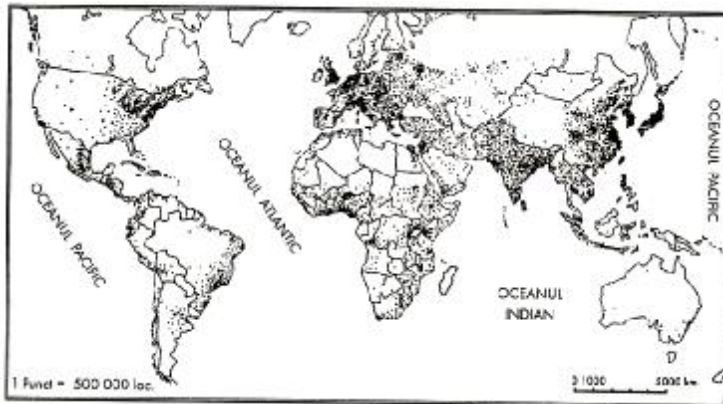 OCEANUL PACIFIC
OCEANUL ATLANTIC
OCEANUL PACIFIC
OCEANUL
INDIAN
1 Punct = 500 000 loc.
0 1000 5000 km.